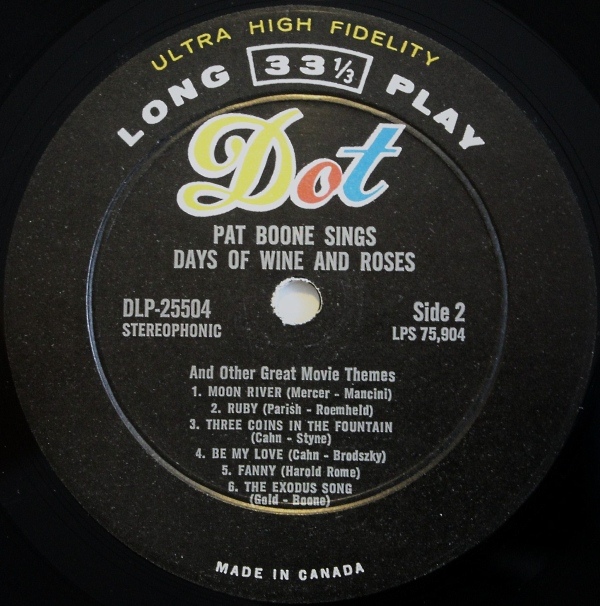 ULTRA HIGH FIDELITY
LONG 33 1/3 PLAY
Dot
PAT BOONE SINGS
DAYS OF WINE AND ROSES
DLP-25504 Side 2
STEREOPHONIC LPS 75,904
And Other Great Movie Themes
1. MOON RIVER (Mercer - Mancini)
2. RUBY (Parish - Roemheld)
3. THREE COINS IN THE FOUNTAIN
(Cahn - Styne)
4. BE MY LOVE (Cahn - Brodszky)
5. FANNY (Harold Rome)
6. THE EXODUS SONG
(Gold - Boone)
MADE IN CANADA